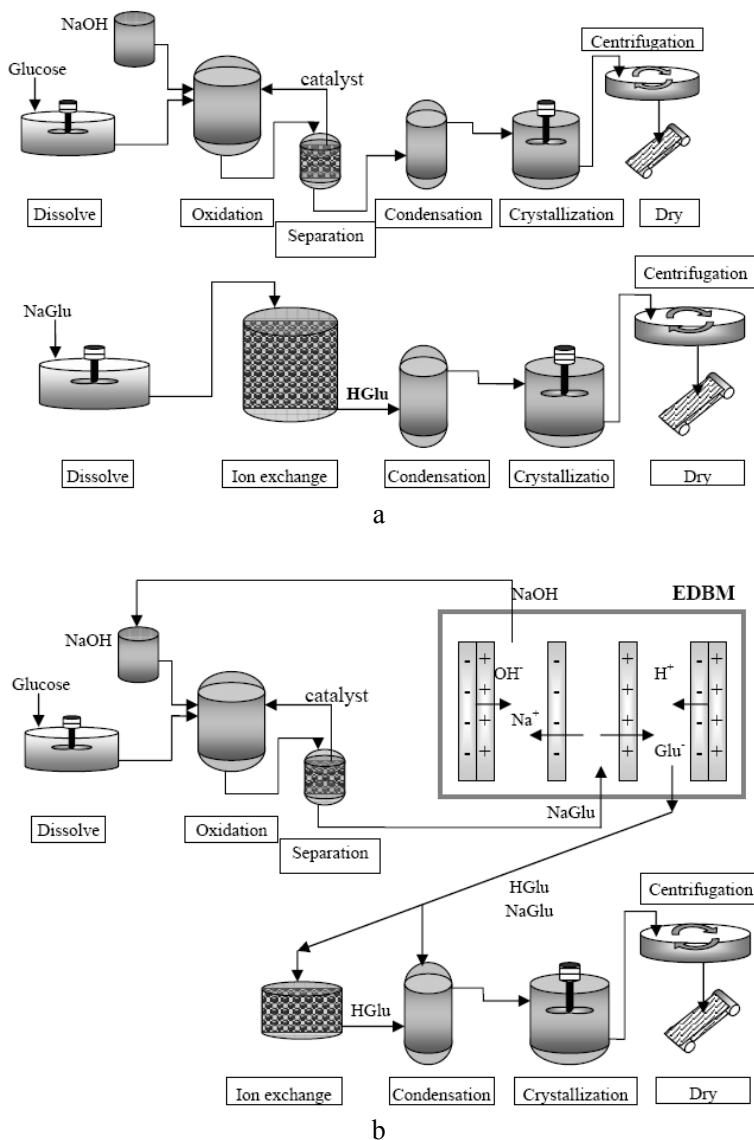 NaOH
Glucose
catalyst
Centrifugation
Dissolve
Oxidation
Separation
Condensation
Crystallization
Dry
NaGlu
HGlu
Centrifugation
Dissolve
Ion exchange
Condensation
Crystallizatio
Dry
a
NaOH
EDBM
NaOH
Glucose
catalyst
- + - + - +
OH⁻
H⁺
- + - + - +
Na⁺
- + - + - +
Glu⁻
- + - + - +
NaGlu
Dissolve
Oxidation
Separation
HGlu
NaGlu
Centrifugation
HGlu
Ion exchange
Condensation
Crystallization
Dry
b